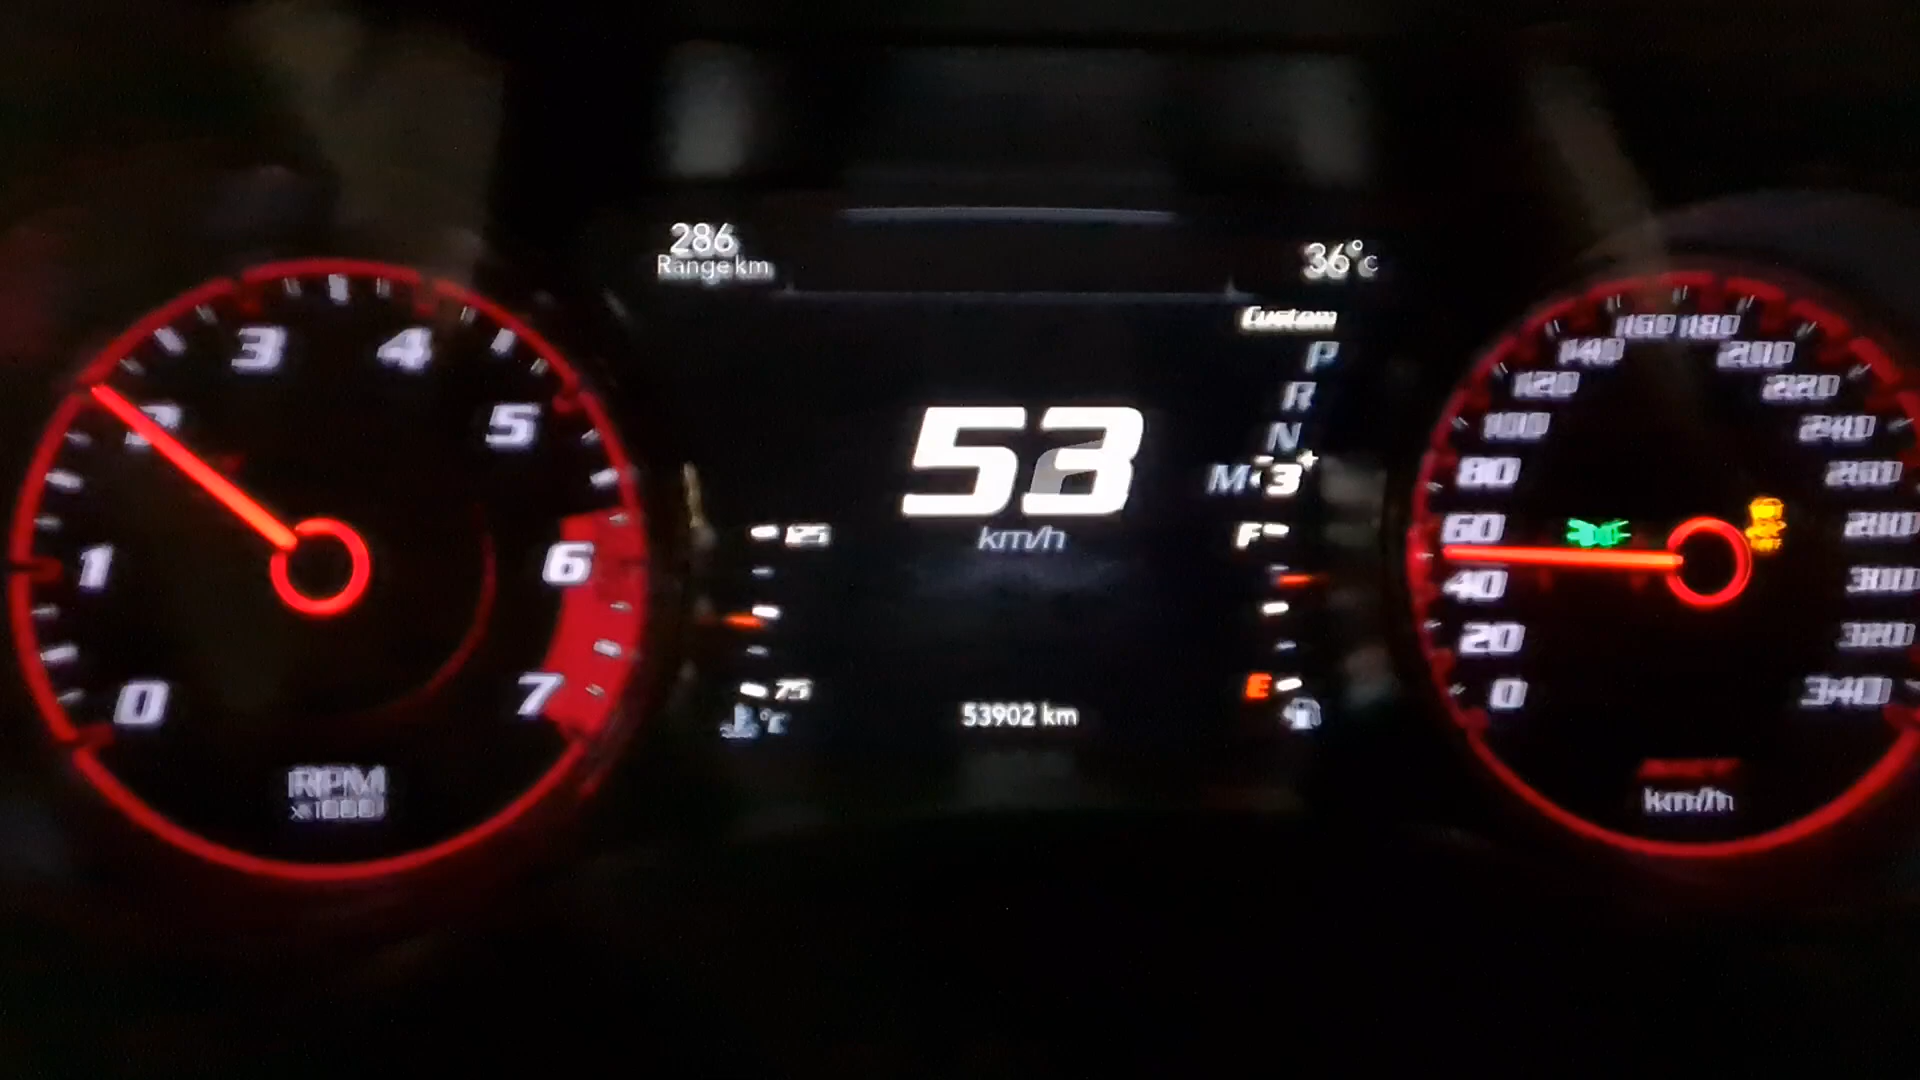 286
Range km
36°c
Custom
P
R
N
M 3
- +
53
km/h
125
75
°C
F
E
53902 km
0
1
2
3
4
5
6
7
RPM
x1000
0
20
40
60
80
100
120
140
160
180
200
220
240
260
280
300
320
340
km/h